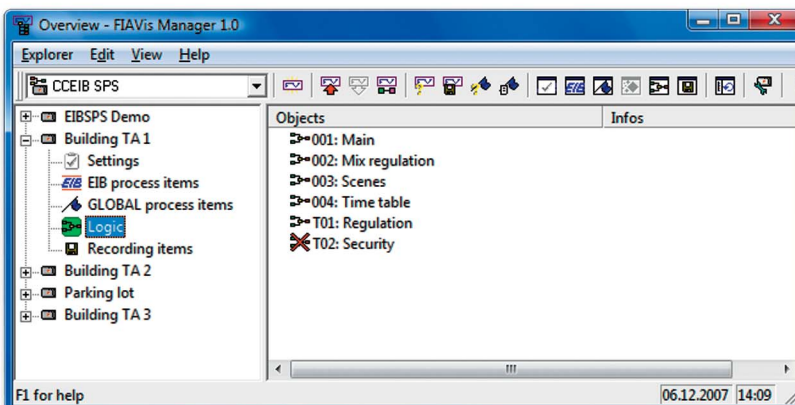 Overview - FIAVis Manager 1.0
Explorer Edit View Help
CCEIB SPS
EIB
EIBSPS Demo
Building TA 1
Settings
EIB EIB process items
GLOBAL process items
Logic
Recording items
Building TA 2
Parking lot
Building TA 3
Objects Infos
001: Main
002: Mix regulation
003: Scenes
004: Time table
T01: Regulation
T02: Security
F1 for help 06.12.2007 14:09